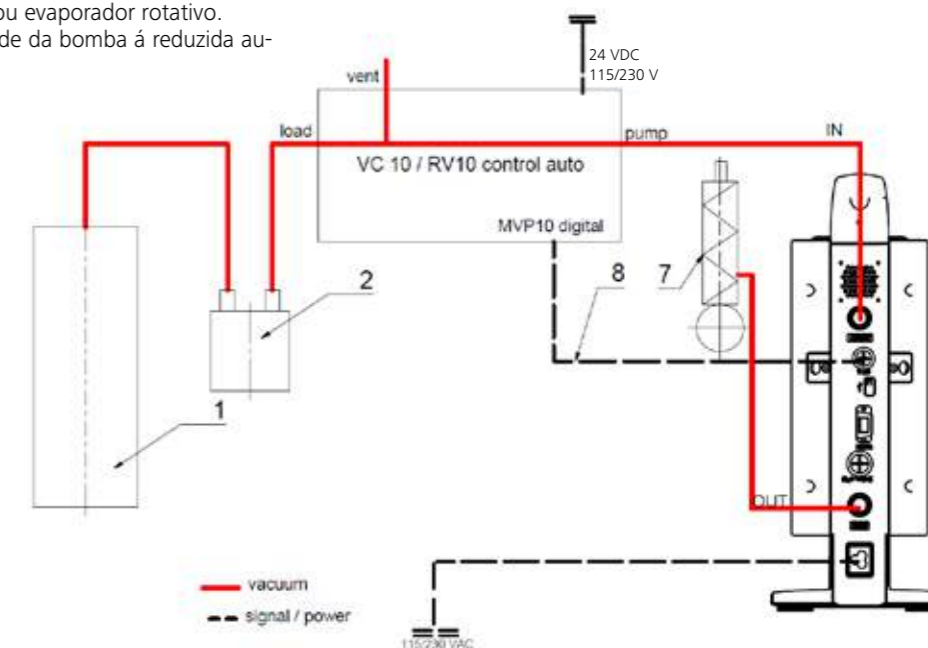 ou evaporador rotativo.
de da bomba á reduzida au-
24 VDC
115/230 V
vent
load
pump
IN
VC 10 / RV10 control auto
MVP10 digital
8
7
2
1
OUT
vacuum
signal / power
115/230 VAC